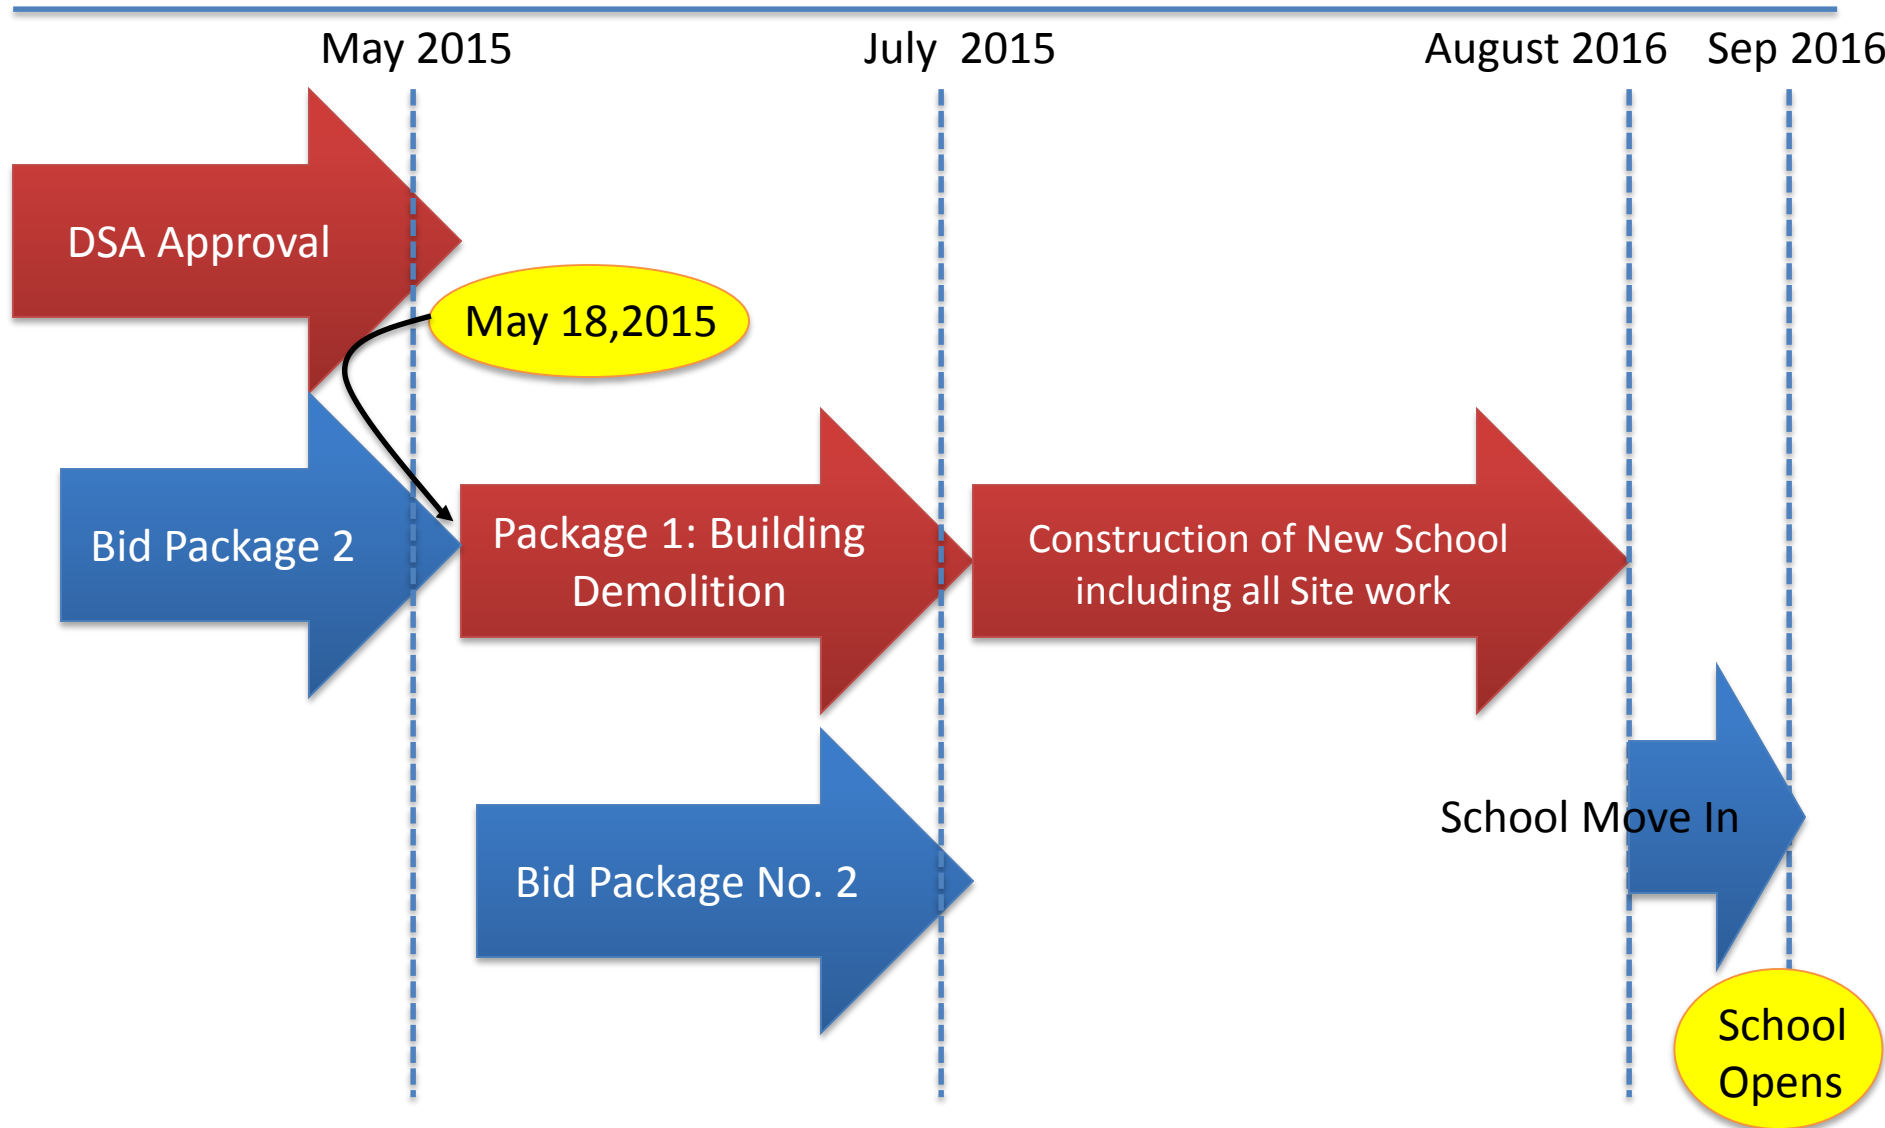 May 2015
July  2015
August 2016
Sep 2016
DSA Approval
May 18,2015
Bid Package 2
Package 1: Building
Demolition
Construction of New School
including all Site work
School Move In
Bid Package No. 2
School
Opens